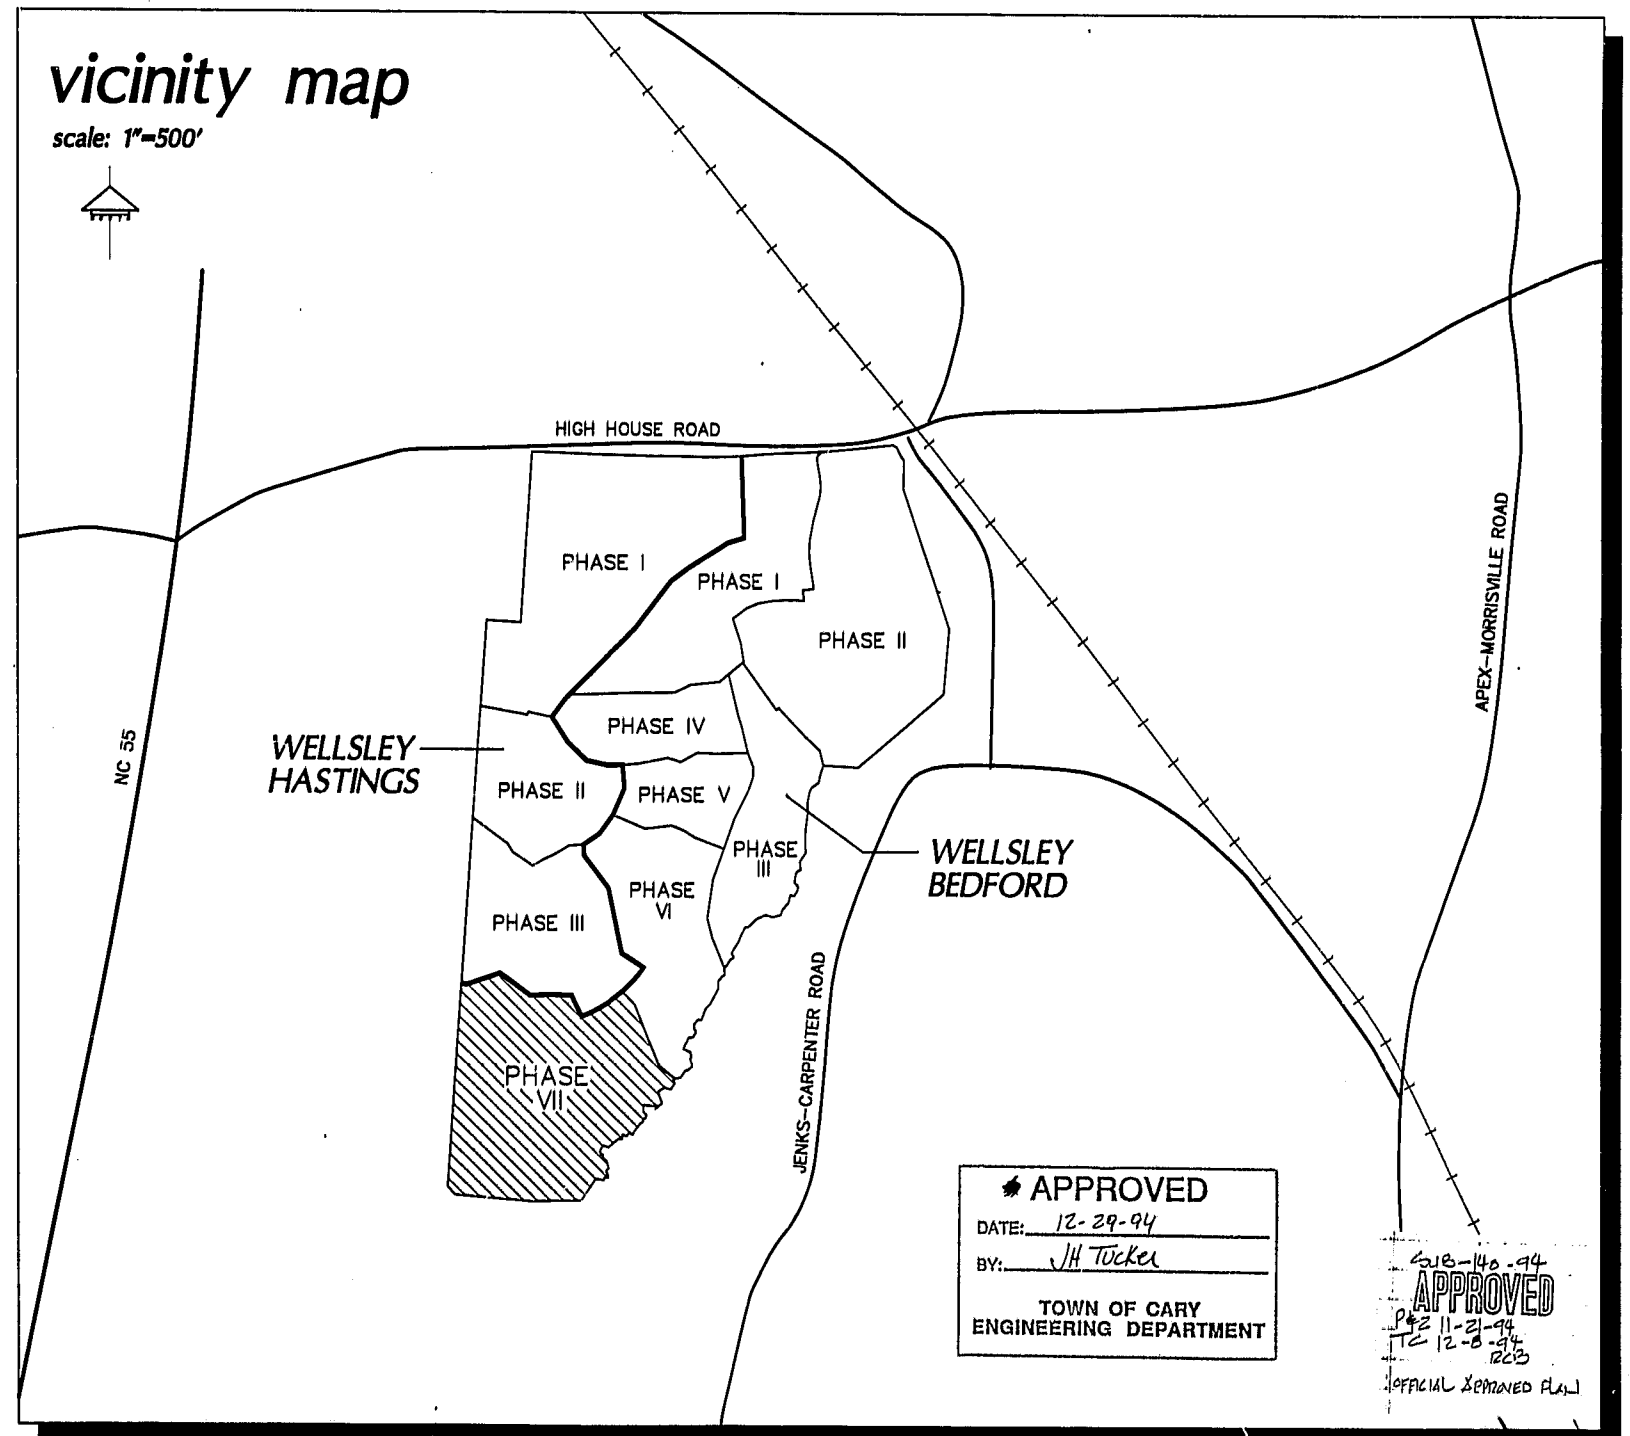 vicinity map
scale: 1"=500'
HIGH HOUSE ROAD
PHASE I
PHASE I
PHASE II
APEX-MORRISVILLE ROAD
NC 55
WELLSLEY
HASTINGS
PHASE IV
PHASE II
PHASE V
PHASE
III
WELLSLEY
BEDFORD
PHASE
VI
PHASE III
JENKS-CARPENTER ROAD
PHASE
VII
APPROVED
DATE: 12-29-94
BY: JH Tucker
TOWN OF CARY
ENGINEERING DEPARTMENT
SUB-140-94
APPROVED
P&Z 11-21-94
TC 12-8-94
RCB
OFFICIAL APPROVED PLAN